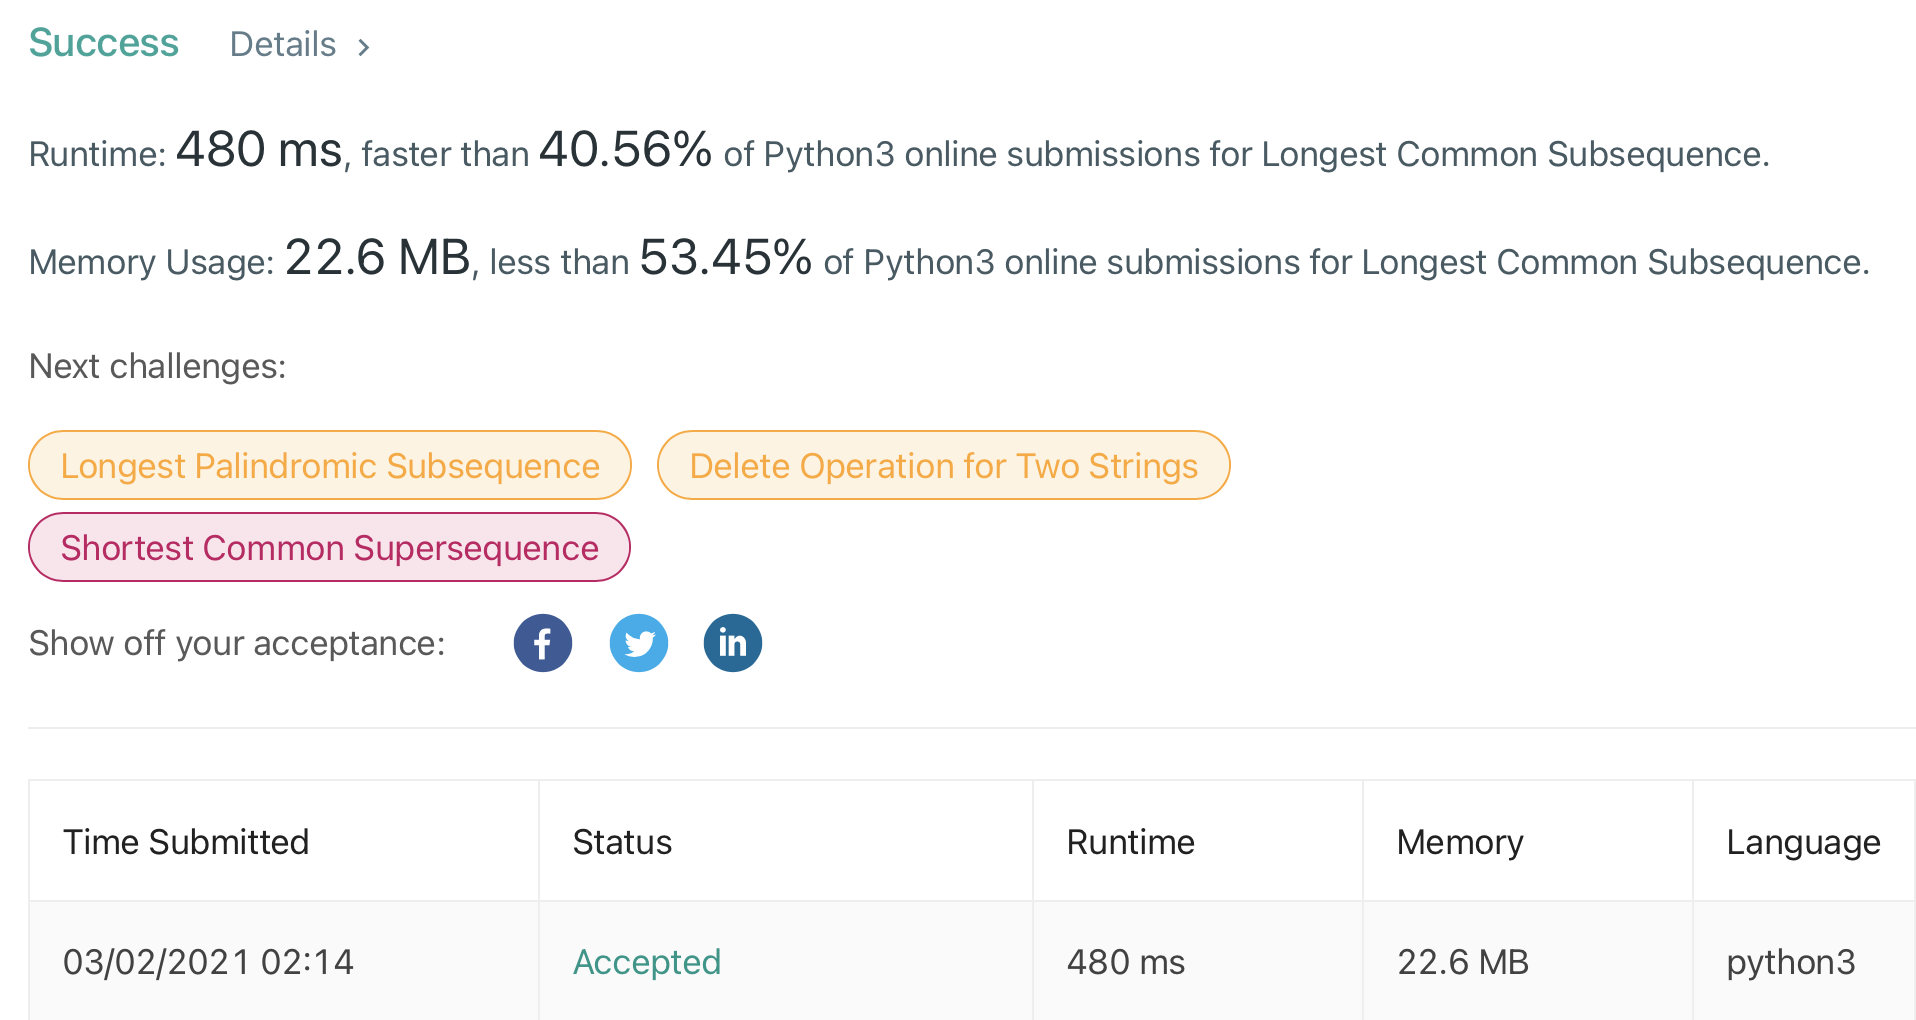 Success Details >
Runtime: 480 ms, faster than 40.56% of Python3 online submissions for Longest Common Subsequence.
Memory Usage: 22.6 MB, less than 53.45% of Python3 online submissions for Longest Common Subsequence.
Next challenges:
Longest Palindromic Subsequence Delete Operation for Two Strings
Shortest Common Supersequence
Show off your acceptance: f in
Time Submitted Status Runtime Memory Language
03/02/2021 02:14 Accepted 480 ms 22.6 MB python3